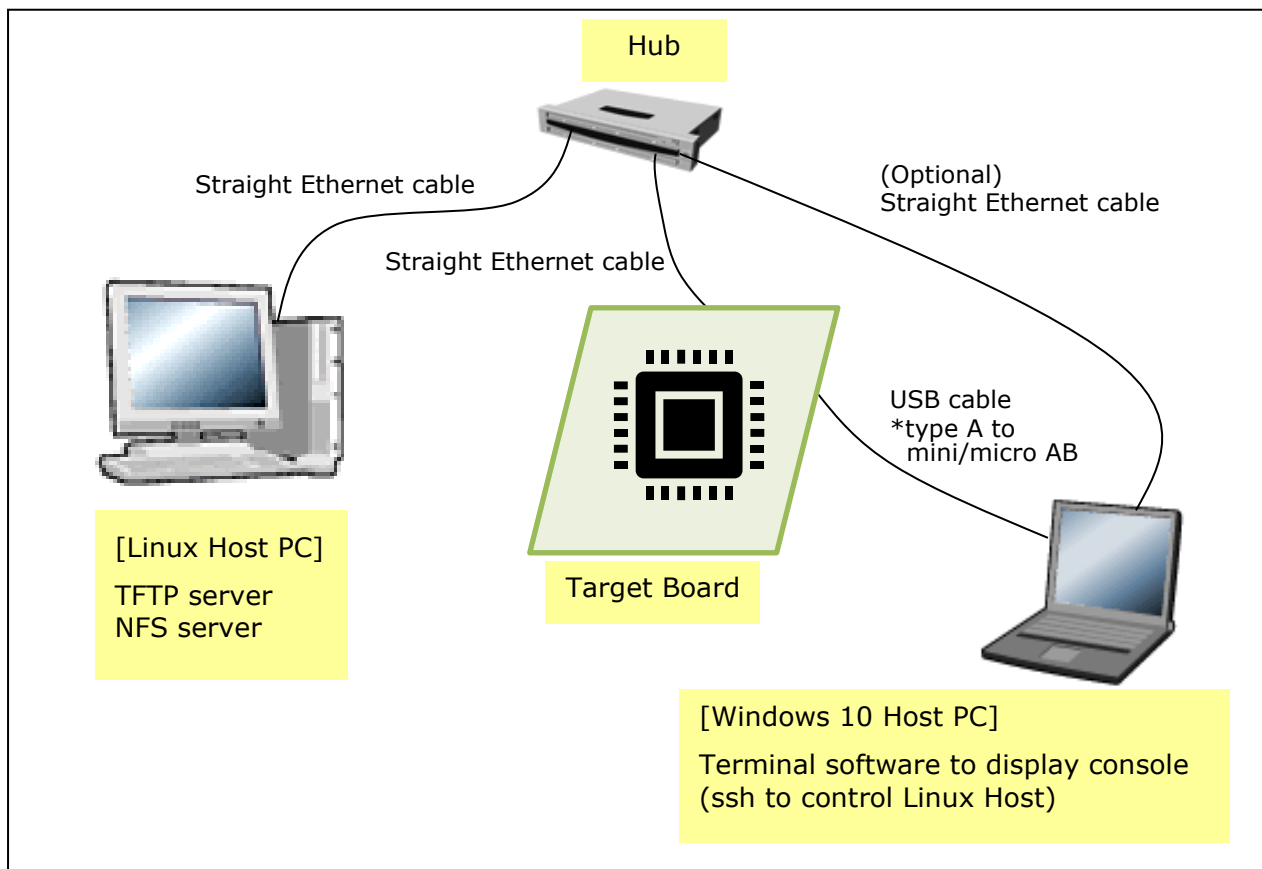 Hub
Straight Ethernet cable
(Optional)
Straight Ethernet cable
Straight Ethernet cable
USB cable
*type A to
mini/micro AB
[Linux Host PC]
TFTP server
NFS server
Target Board
[Windows 10 Host PC]
Terminal software to display console
(ssh to control Linux Host)